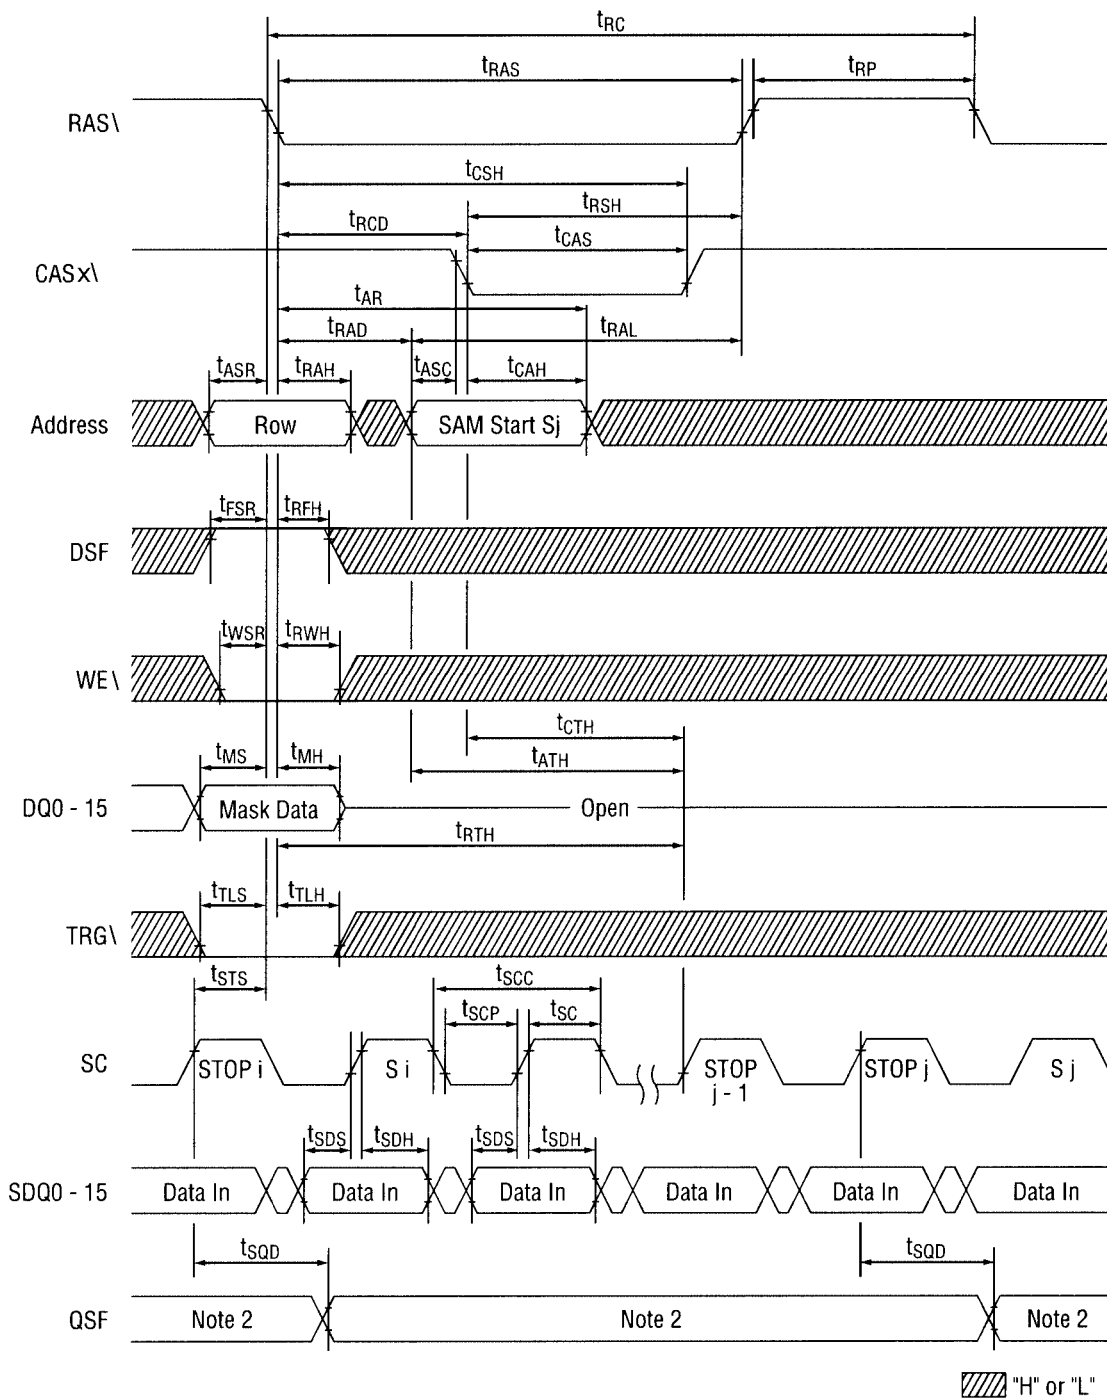 tRC
tRAS tRP
RAS\
tCSH
tRSH
tRCD
tCAS
CASx\
tAR
tRAD tRAL
tASR tRAH tASC tCAH
Address Row SAM Start Sj
tFSR tRFH
DSF
tWSR tRWH
WE\
tCTH
tMS tMH tATH
DQ0 - 15 Mask Data Open
tRTH
tTLS tTLH
TRG\
tSTS tSCC
tSCP tSC
SC STOP i S i STOP j - 1 STOP j S j
tSDS tSDH tSDS tSDH
SDQ0 - 15 Data In Data In Data In Data In Data In Data In
tSQD tSQD
QSF Note 2 Note 2 Note 2
"H" or "L"